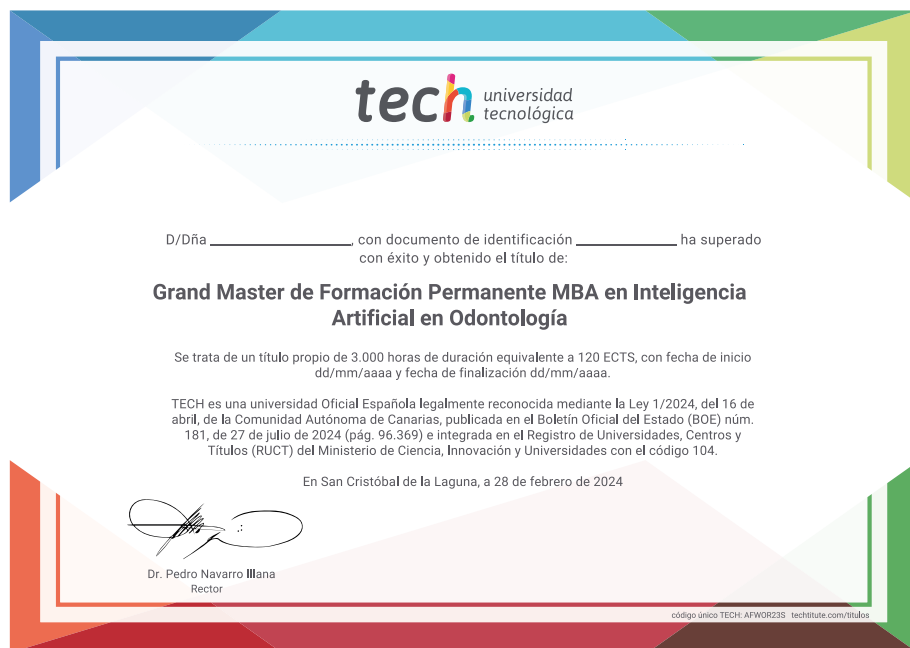 tech universidad
tecnológica
D/Dña ____________________, con documento de identificación ______________ ha superado
con éxito y obtenido el título de:
Grand Master de Formación Permanente MBA en Inteligencia
Artificial en Odontología
Se trata de un título propio de 3.000 horas de duración equivalente a 120 ECTS, con fecha de inicio
dd/mm/aaaa y fecha de finalización dd/mm/aaaa.
TECH es una universidad Oficial Española legalmente reconocida mediante la Ley 1/2024, del 16 de
abril, de la Comunidad Autónoma de Canarias, publicada en el Boletín Oficial del Estado (BOE) núm.
181, de 27 de julio de 2024 (pág. 96.369) e integrada en el Registro de Universidades, Centros y
Títulos (RUCT) del Ministerio de Ciencia, Innovación y Universidades con el código 104.
En San Cristóbal de la Laguna, a 28 de febrero de 2024
Dr. Pedro Navarro Illana
Rector
código único TECH: AFWOR23S techtitute.com/titulos